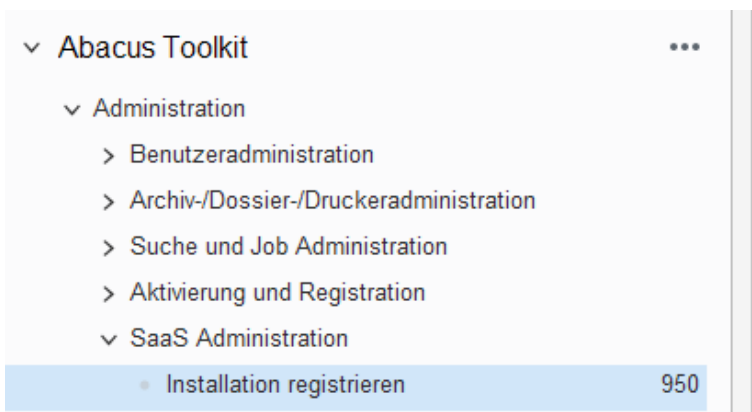 Abacus Toolkit
Administration
Benutzeradministration
Archiv-/Dossier-/Druckeradministration
Suche und Job Administration
Aktivierung und Registration
SaaS Administration
Installation registrieren 950